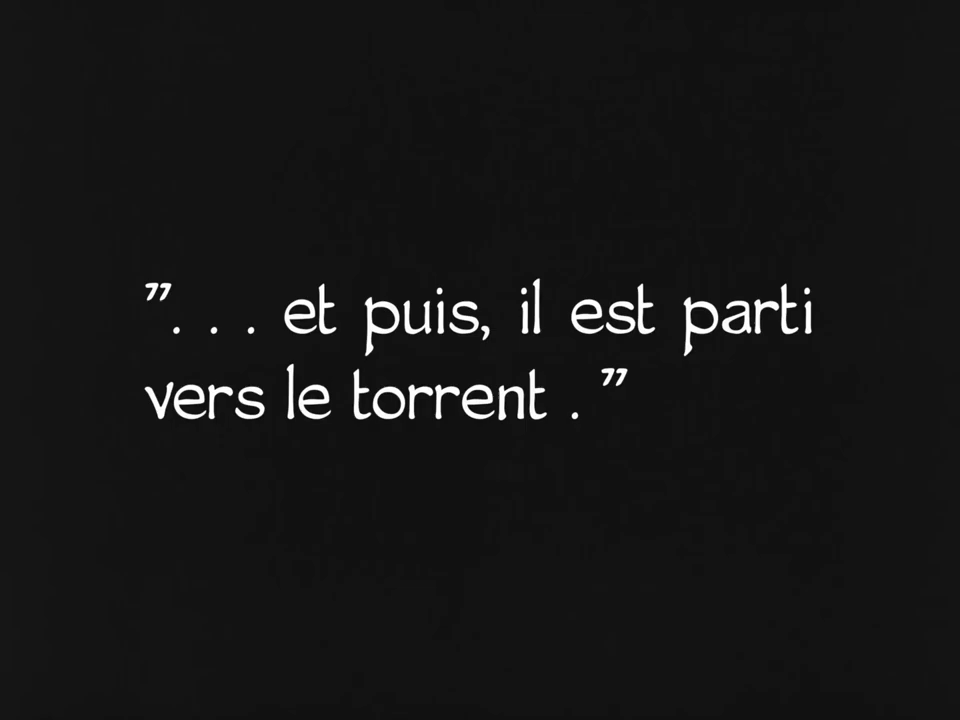 ”. . . et puis, il est parti
vers le torrent . ”